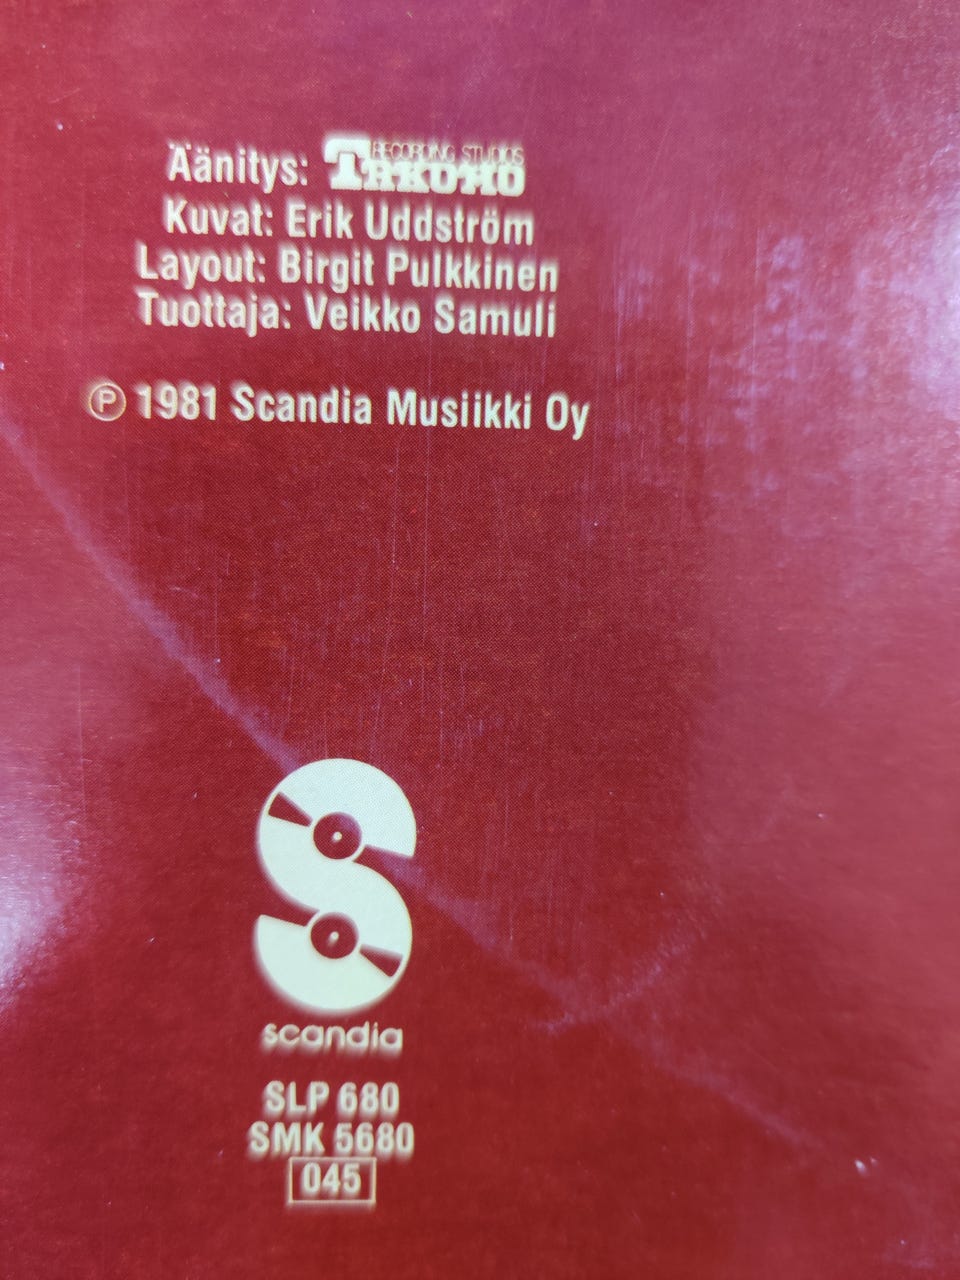 Äänitys: RECORDING STUDIOS TAKOMO
Kuvat: Erik Uddström
Layout: Birgit Pulkkinen
Tuottaja: Veikko Samuli
Ⓟ 1981 Scandia Musiikki Oy
scandia
SLP 680
SMK 5680
045